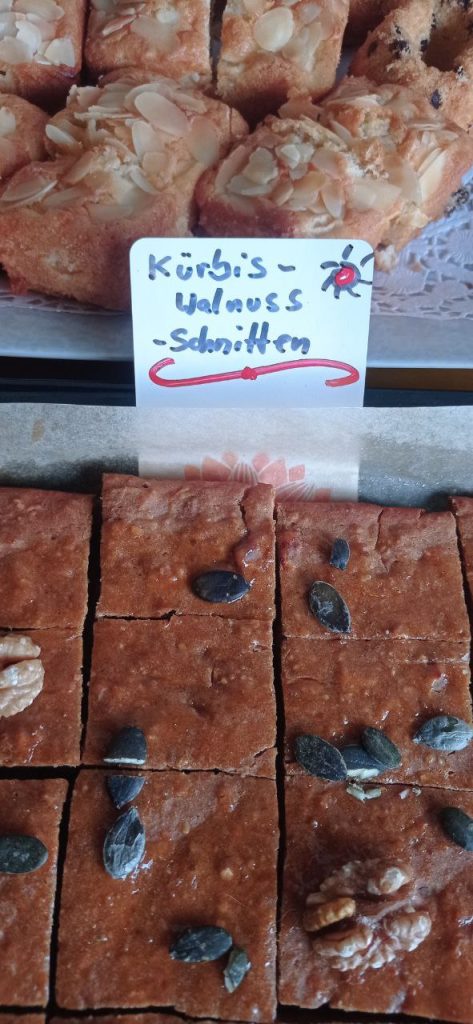 Kürbis-
Walnuss
-Schnitten